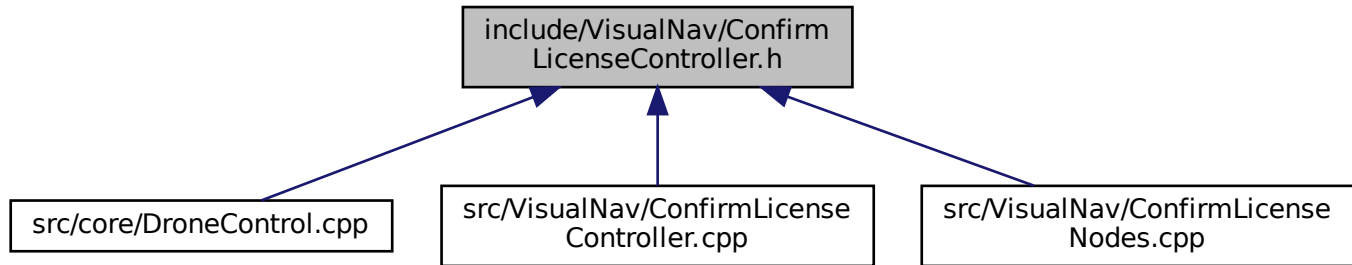 include/VisualNav/Confirm
LicenseController.h
src/core/DroneControl.cpp
src/VisualNav/ConfirmLicense
Controller.cpp
src/VisualNav/ConfirmLicense
Nodes.cpp